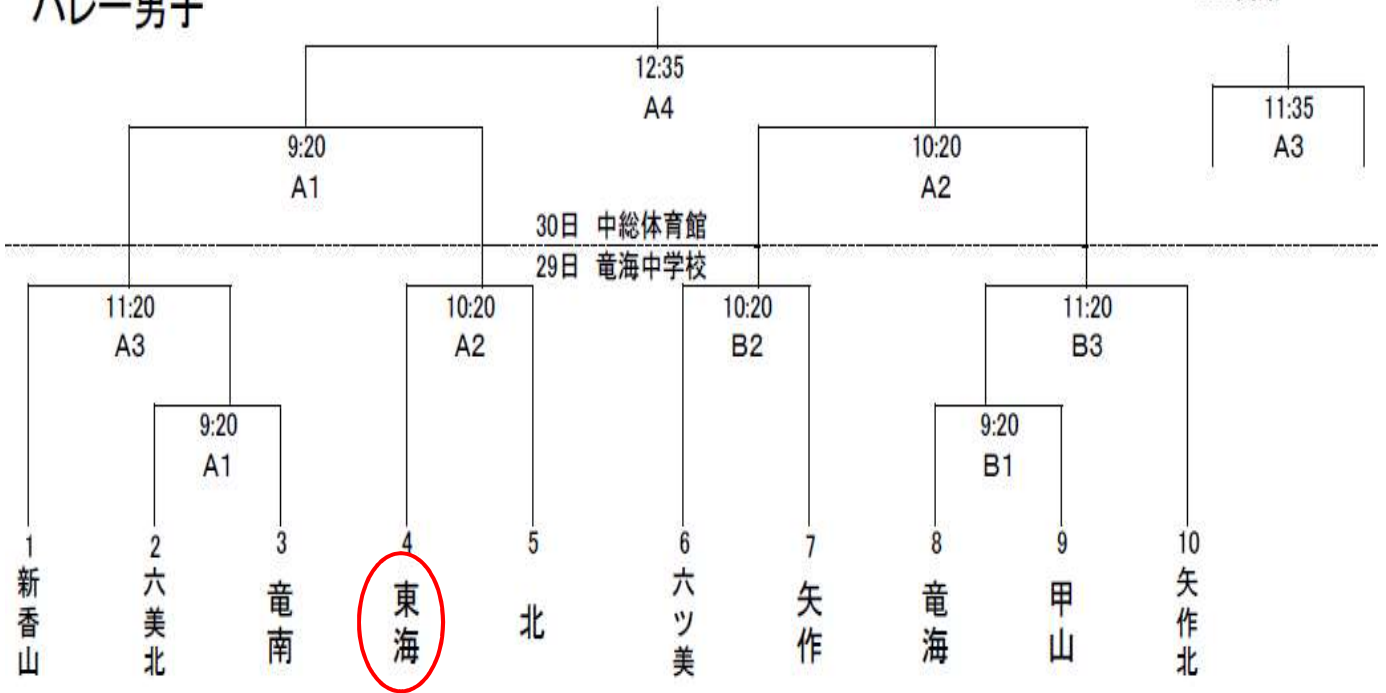 バレー男子
12:35
A4
11:35
A3
9:20
A1
10:20
A2
30日 中総体育館
29日 竜海中学校
11:20
A3
10:20
A2
10:20
B2
11:20
B3
9:20
A1
9:20
B1
1 新香山
2 六美北
3 竜南
4 東海
5 北
6 六ツ美
7 矢作
8 竜海
9 甲山
10 矢作北